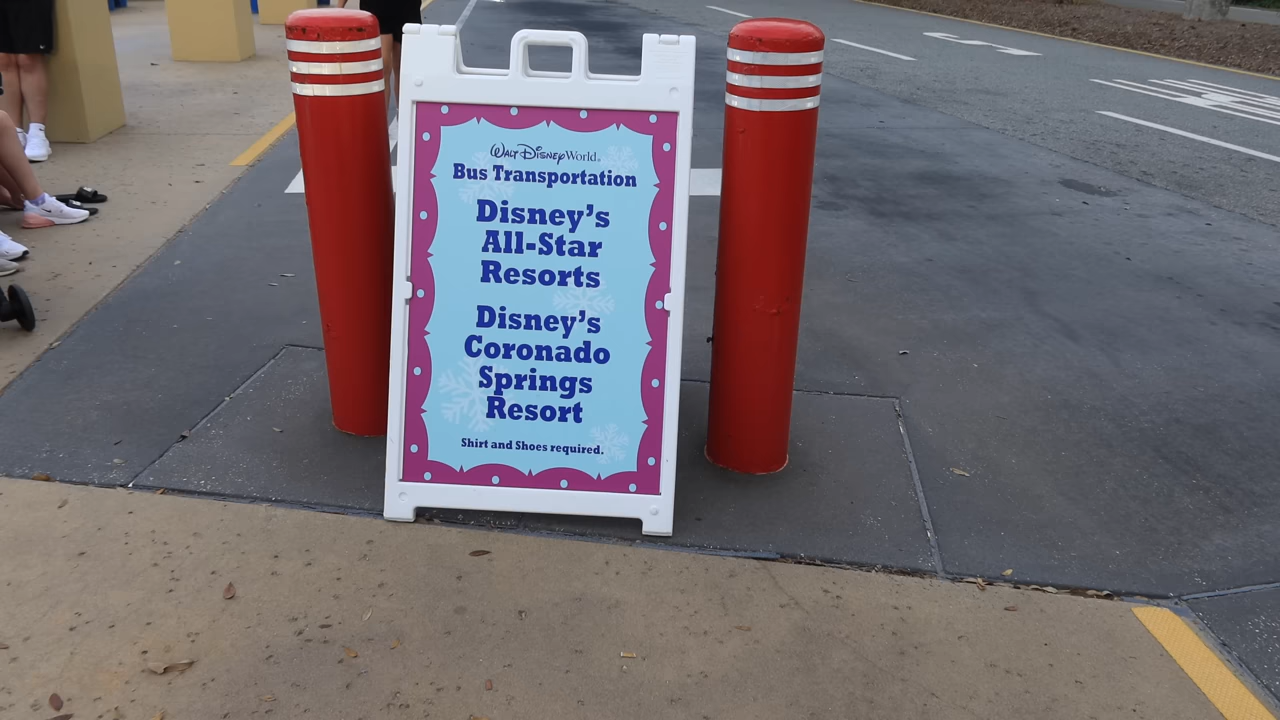 Walt Disney World®
Bus Transportation
Disney's
All-Star
Resorts
Disney's
Coronado
Springs
Resort
Shirt and Shoes required.